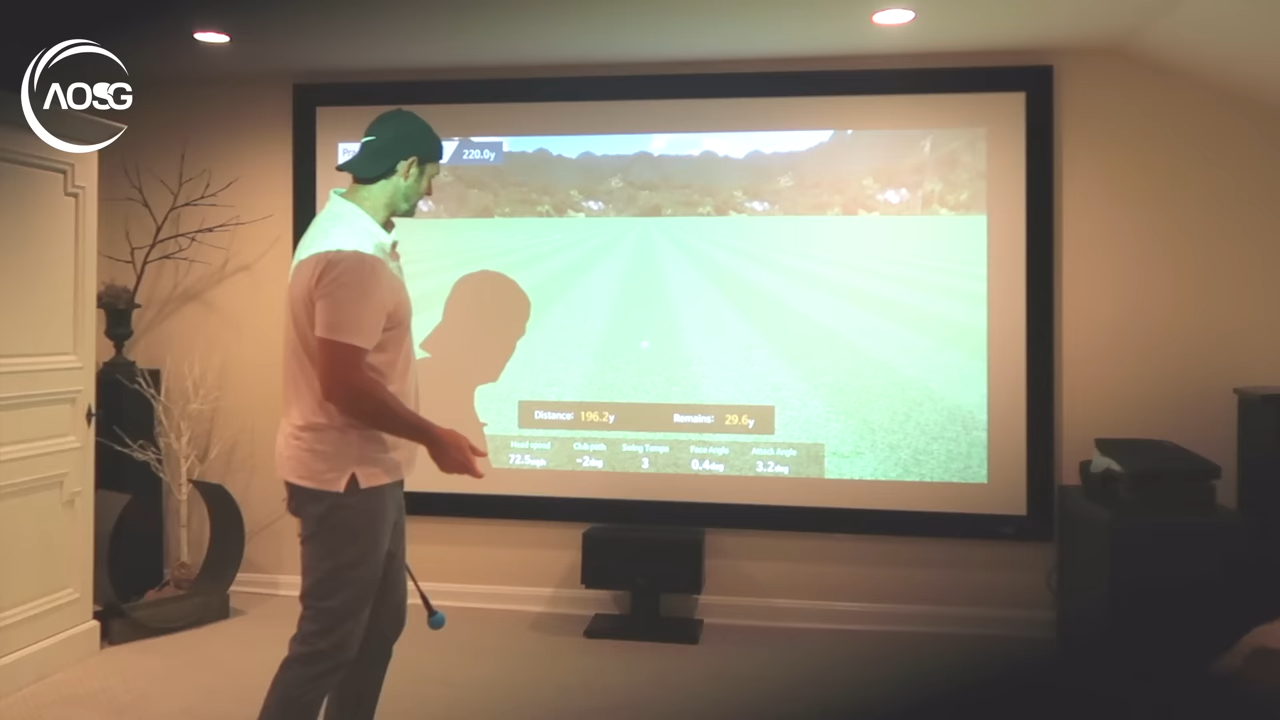 AOSG
220.0y
Distance: 196.2y Remains: 29.6y
Head speed Club path Swing Tempo Face Angle Attack Angle
72.5mph -2deg 3 0.4deg 3.2deg